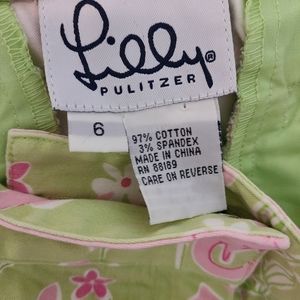 Lilly®
PULITZER
6
97% COTTON
3% SPANDEX
MADE IN CHINA
RN 88189
CARE ON REVERSE